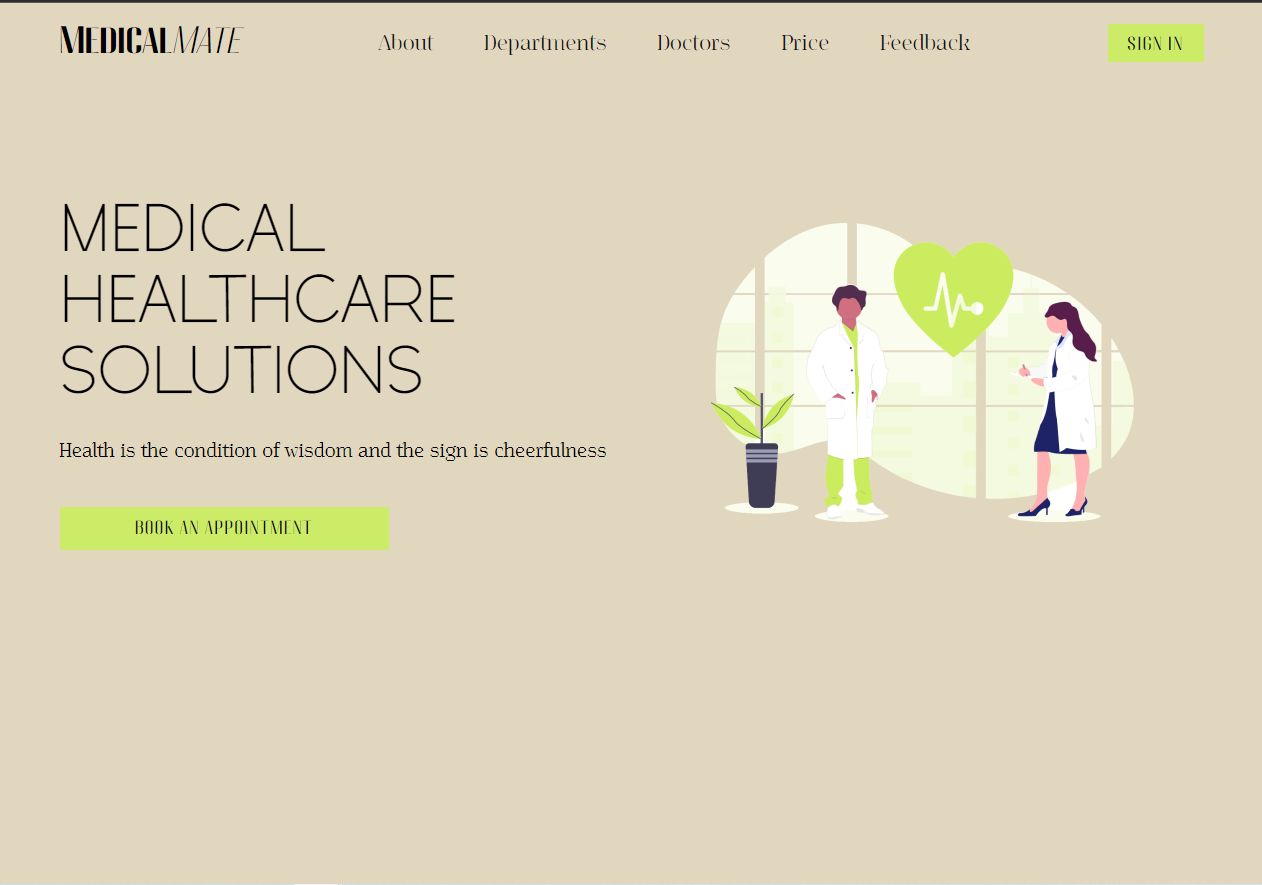 MEDICALMATE
About
Departments
Doctors
Price
Feedback
SIGN IN
MEDICAL
HEALTHCARE
SOLUTIONS
Health is the condition of wisdom and the sign is cheerfulness
BOOK AN APPOINTMENT